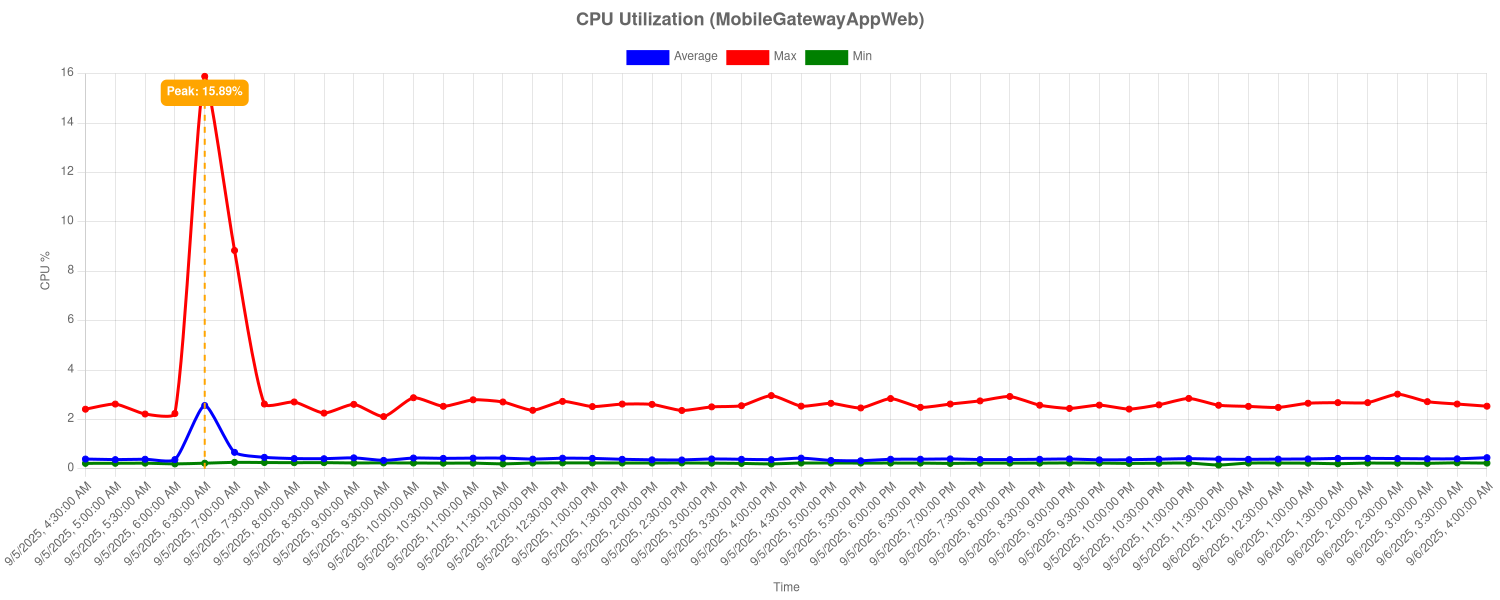 CPU Utilization (MobileGatewayAppWeb)
Average Max Min
16
Peak: 15.89%
14
12
10
8
6
4
2
0
CPU %
9/5/2025, 4:30:00 AM
9/5/2025, 5:00:00 AM
9/5/2025, 5:30:00 AM
9/5/2025, 6:00:00 AM
9/5/2025, 6:30:00 AM
9/5/2025, 7:00:00 AM
9/5/2025, 7:30:00 AM
9/5/2025, 8:00:00 AM
9/5/2025, 8:30:00 AM
9/5/2025, 9:00:00 AM
9/5/2025, 9:30:00 AM
9/5/2025, 10:00:00 AM
9/5/2025, 10:30:00 AM
9/5/2025, 11:00:00 AM
9/5/2025, 11:30:00 AM
9/5/2025, 12:00:00 PM
9/5/2025, 12:30:00 PM
9/5/2025, 1:00:00 PM
9/5/2025, 1:30:00 PM
9/5/2025, 2:00:00 PM
9/5/2025, 2:30:00 PM
9/5/2025, 3:00:00 PM
9/5/2025, 3:30:00 PM
9/5/2025, 4:00:00 PM
9/5/2025, 4:30:00 PM
9/5/2025, 5:00:00 PM
9/5/2025, 5:30:00 PM
9/5/2025, 6:00:00 PM
9/5/2025, 6:30:00 PM
9/5/2025, 7:00:00 PM
9/5/2025, 7:30:00 PM
9/5/2025, 8:00:00 PM
9/5/2025, 8:30:00 PM
9/5/2025, 9:00:00 PM
9/5/2025, 9:30:00 PM
9/5/2025, 10:00:00 PM
9/5/2025, 10:30:00 PM
9/5/2025, 11:00:00 PM
9/5/2025, 11:30:00 PM
9/6/2025, 12:00:00 AM
9/6/2025, 12:30:00 AM
9/6/2025, 1:00:00 AM
9/6/2025, 1:30:00 AM
9/6/2025, 2:00:00 AM
9/6/2025, 2:30:00 AM
9/6/2025, 3:00:00 AM
9/6/2025, 3:30:00 AM
9/6/2025, 4:00:00 AM
Time